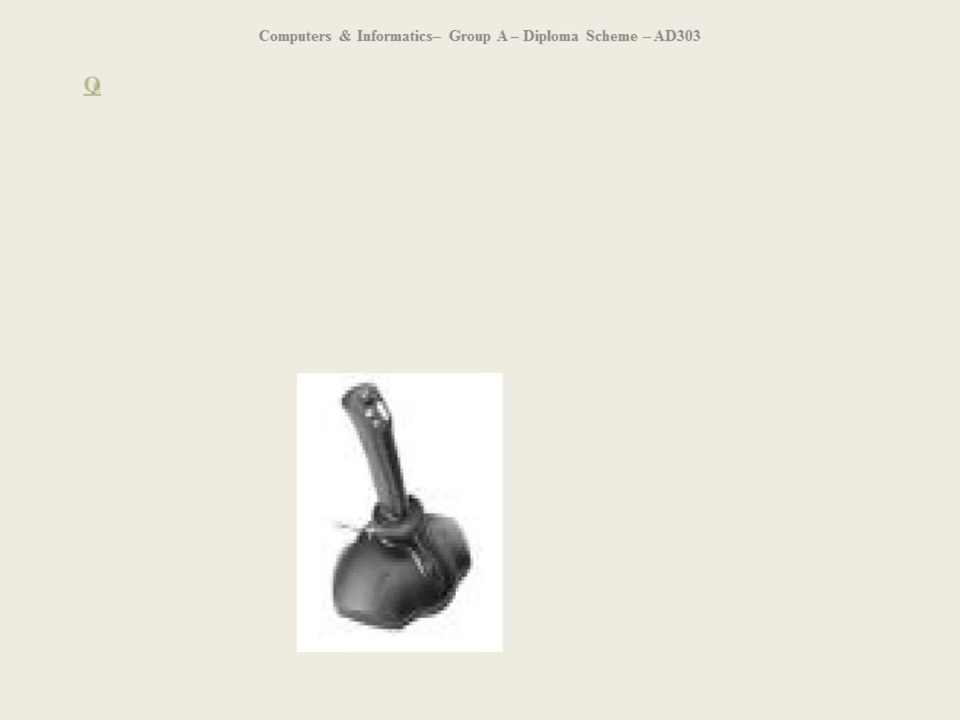 Computers & Informatics– Group A – Diploma Scheme – AD303
Q